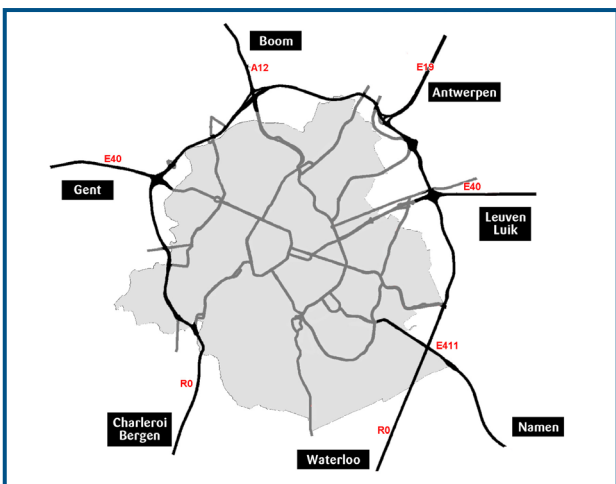 Boom
A12
E19
Antwerpen
E40
Gent
E40
Leuven
Luik
E411
R0
Charleroi
Bergen
R0
Namen
Waterloo